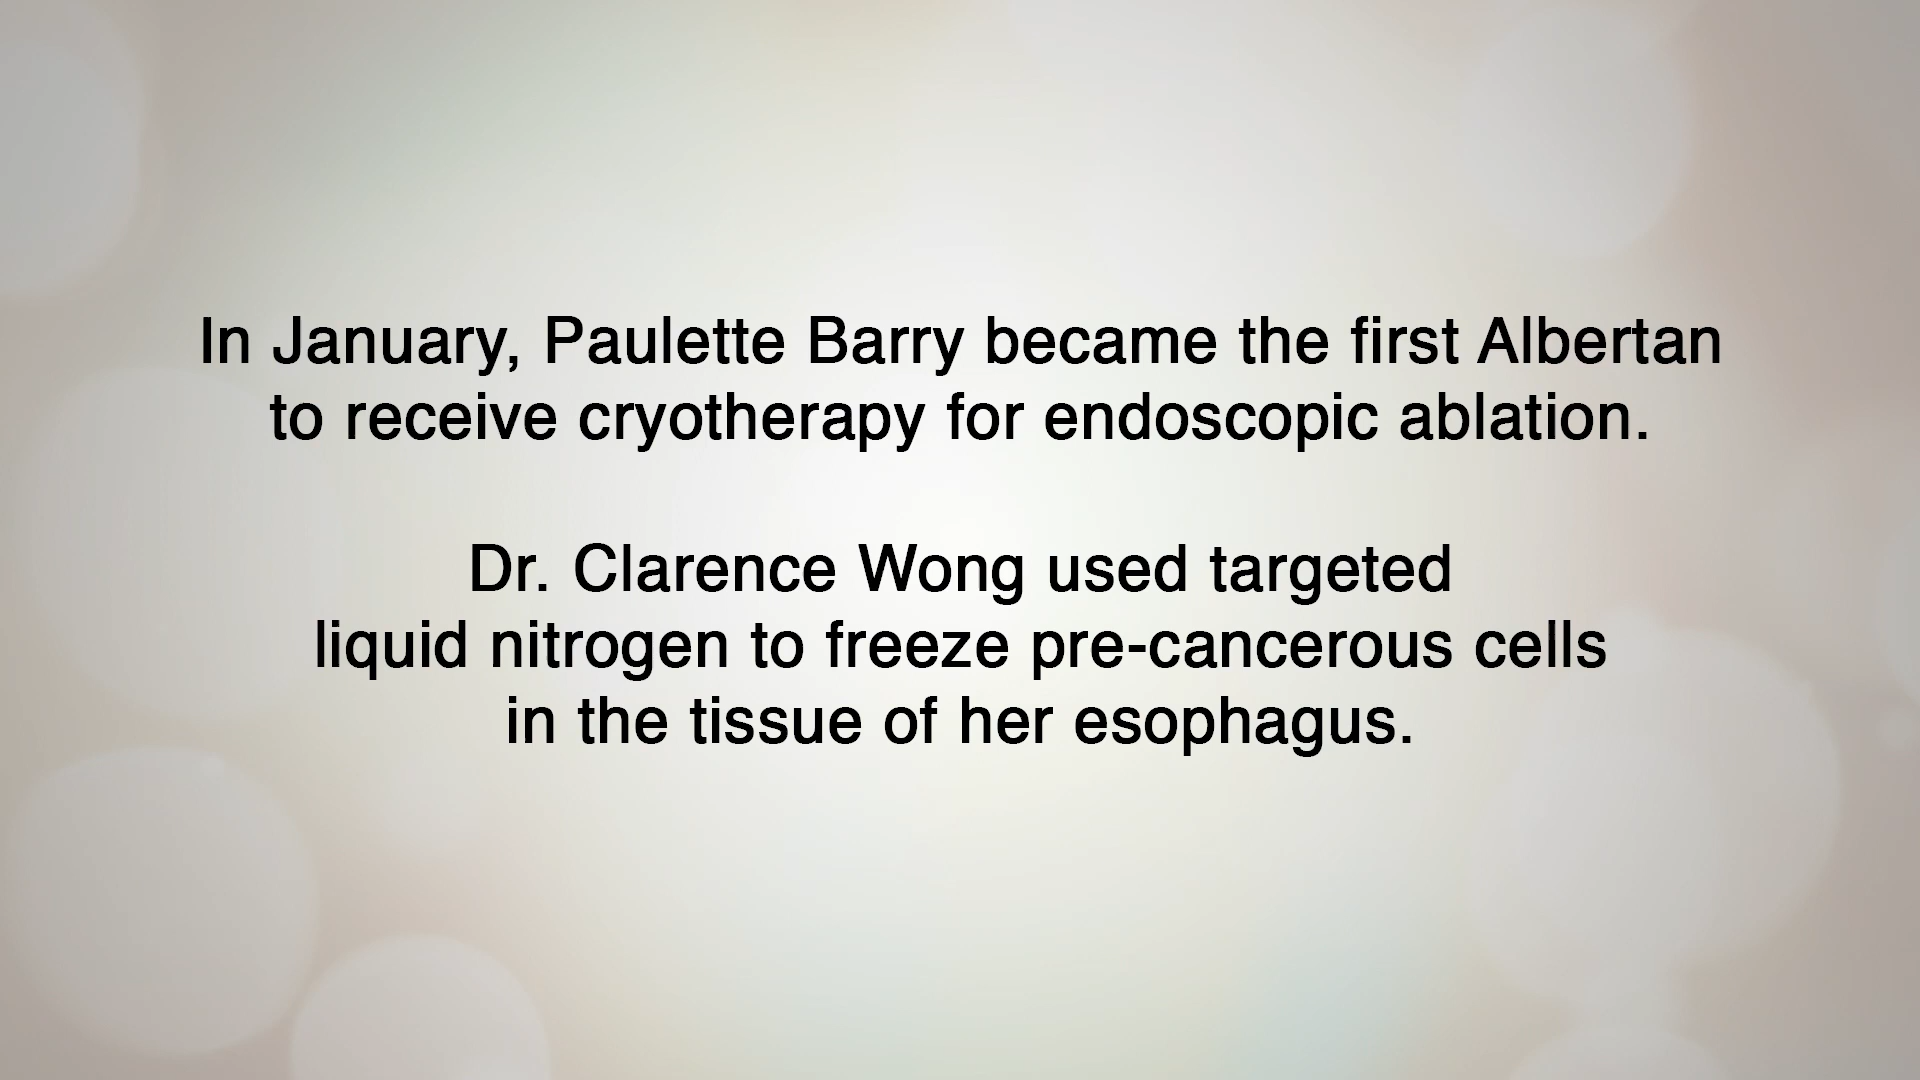 In January, Paulette Barry became the first Albertan
to receive cryotherapy for endoscopic ablation.
Dr. Clarence Wong used targeted
liquid nitrogen to freeze pre-cancerous cells
in the tissue of her esophagus.